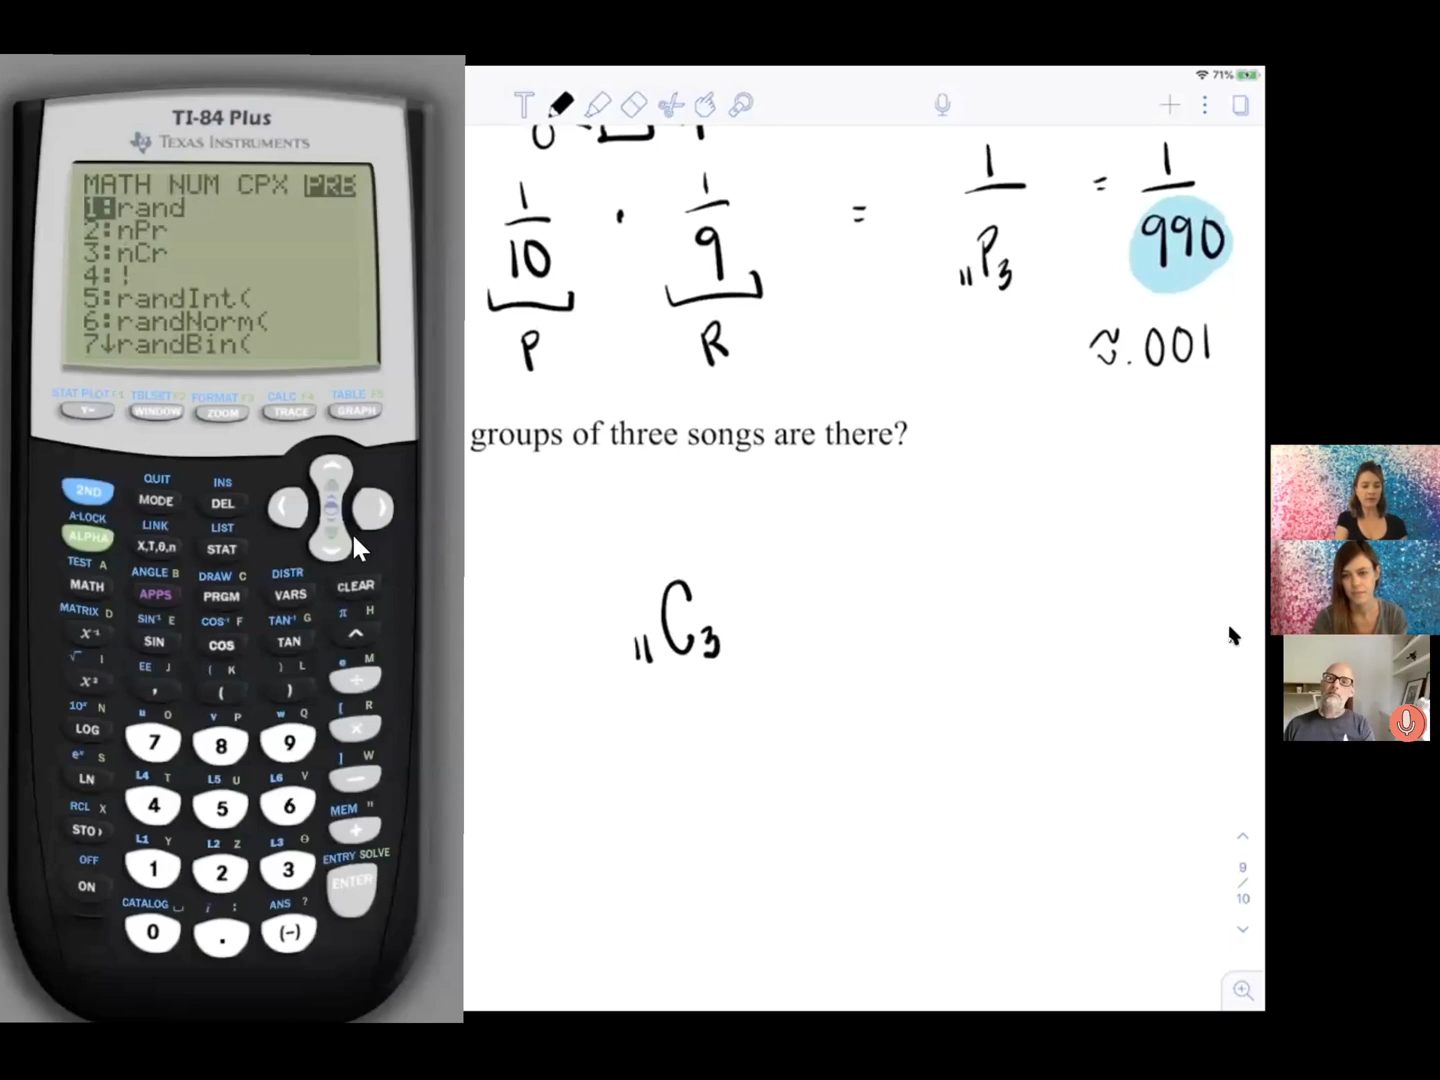 TI-84 Plus
TEXAS INSTRUMENTS
MATH NUM CPX PRB
1:rand
2:nPr
3:nCr
4:!
5:randInt(
6:randNorm(
7↓randBin(
STAT PLOT F1 TBLSET F2 FORMAT F3 CALC F4 TABLE F5
Y= WINDOW ZOOM TRACE GRAPH
QUIT INS
2ND MODE DEL
A-LOCK LINK LIST
ALPHA X,T,θ,n STAT
TEST A ANGLE B DRAW C DISTR
MATH APPS PRGM VARS CLEAR
MATRIX D SIN⁻¹ E COS⁻¹ F TAN⁻¹ G π H
X⁻¹ SIN COS TAN ^
√ I EE J ( K ) L e M
X² , ( ) ÷
10ˣ N u O v P w Q [ R
LOG 7 8 9 ×
eˣ S L4 T L5 U L6 V ] W
LN 4 5 6 −
RCL X L1 Y L2 Z L3 θ MEM "
STO› 1 2 3 +
OFF CATALOG ⎵ i : ANS ? ENTRY SOLVE
ON 0 . (-) ENTER
71%
T
1/10 · 1/9 = 1/₁₁P₃ = 1/990
P R ≈.001
groups of three songs are there?
₁₁C₃
9
/
10